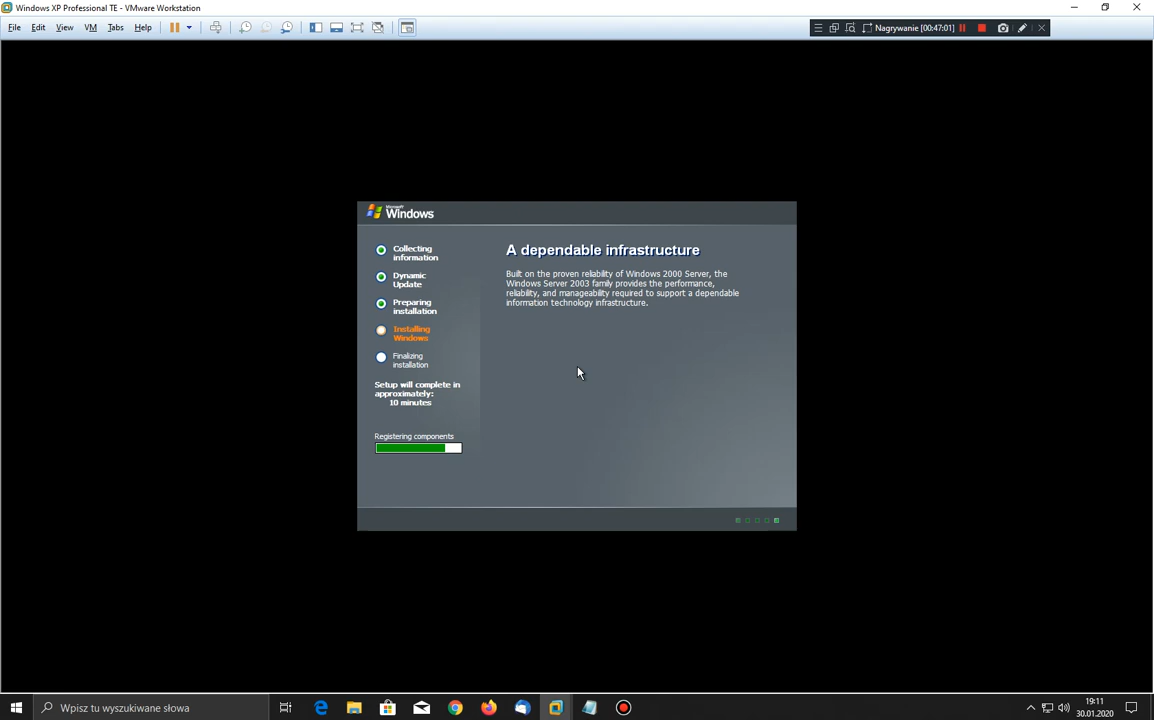 Windows XP Professional TE - VMware Workstation
File Edit View VM Tabs Help
Nagrywanie [00:47:01]
Microsoft
Windows
Collecting
information
Dynamic
Update
Preparing
installation
Installing
Windows
Finalizing
installation
Setup will complete in
approximately:
10 minutes
Registering components
A dependable infrastructure
Built on the proven reliability of Windows 2000 Server, the
Windows Server 2003 family provides the performance,
reliability, and manageability required to support a dependable
information technology infrastructure.
Wpisz tu wyszukiwane słowa
19:11
30.01.2020